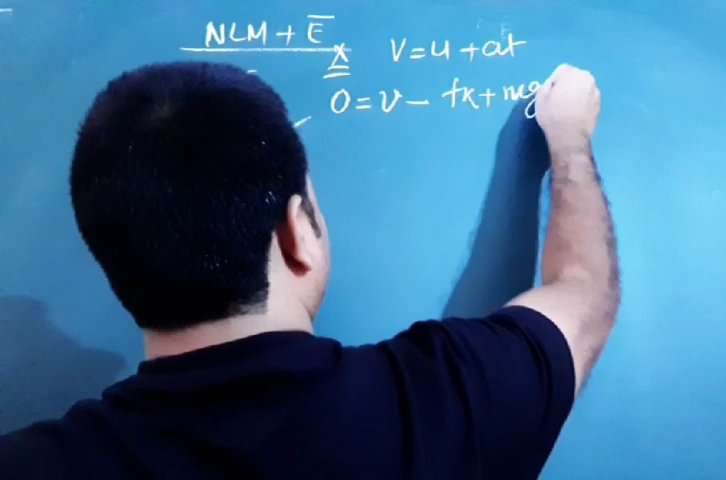 NLM + E
x V = u + at
0 = v - fk + mg